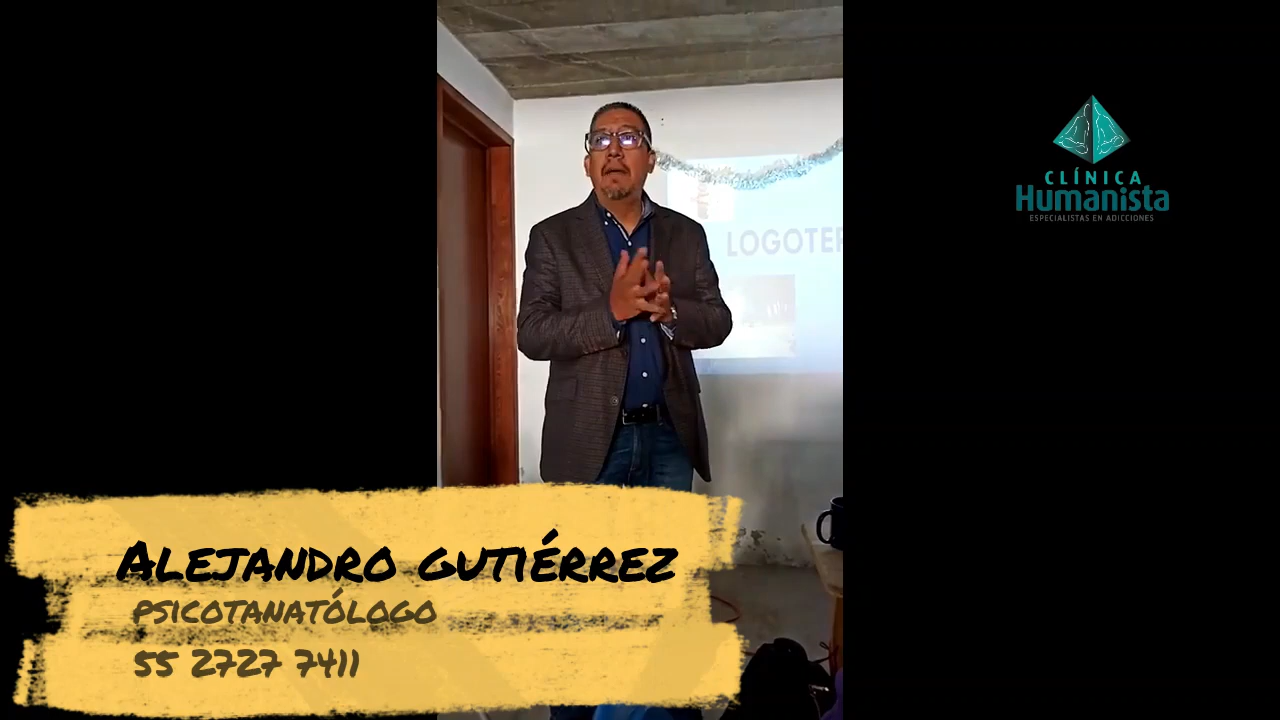 CLÍNICA
Humanista
ESPECIALISTAS EN ADICCIONES
LOGOTER
ALEJANDRO GUTIÉRREZ
PSICOTANATÓLOGO
55 2727 7411